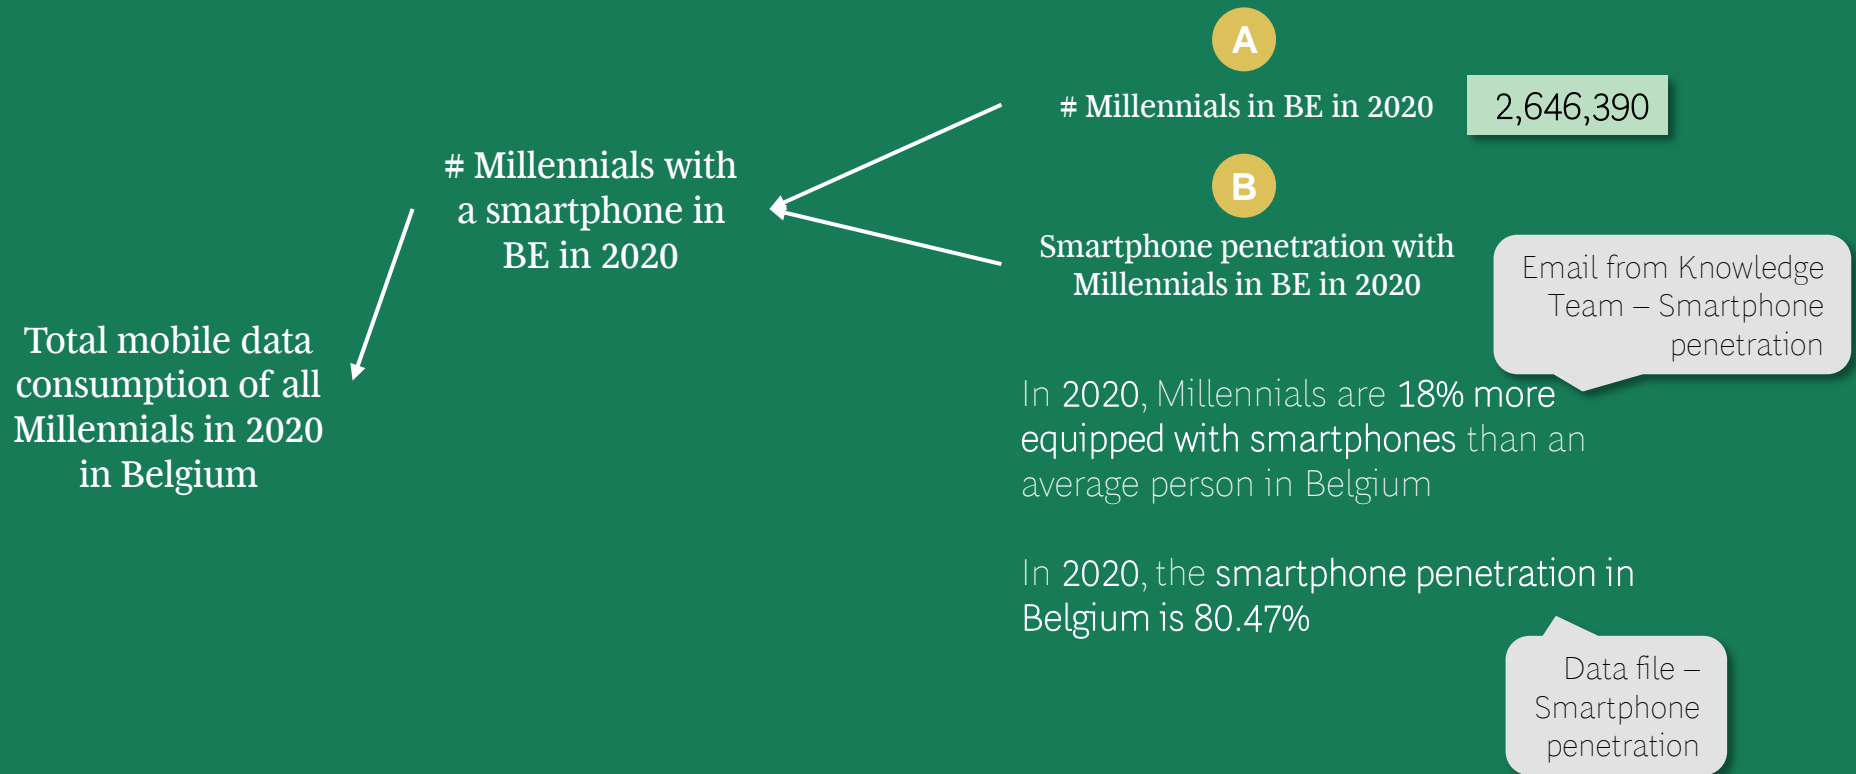 A
# Millennials in BE in 2020
2,646,390
# Millennials with
a smartphone in
BE in 2020
B
Smartphone penetration with
Millennials in BE in 2020
Email from Knowledge
Team – Smartphone
penetration
Total mobile data
consumption of all
Millennials in 2020
in Belgium
In 2020, Millennials are 18% more
equipped with smartphones than an
average person in Belgium
In 2020, the smartphone penetration in
Belgium is 80.47%
Data file –
Smartphone
penetration